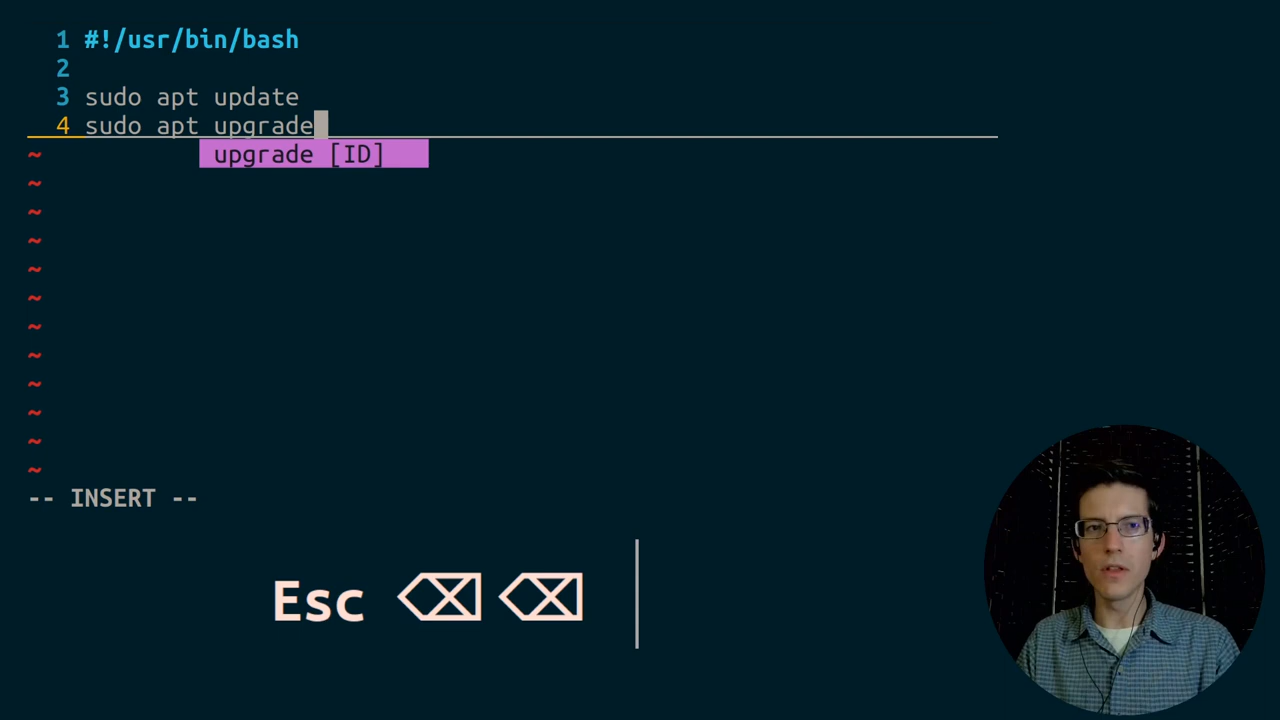 1 #!/usr/bin/bash
2
3 sudo apt update
4 sudo apt upgrade
~ upgrade [ID]
~
~
~
~
~
~
~
~
~
~
~
-- INSERT --
Esc ⌫ ⌫